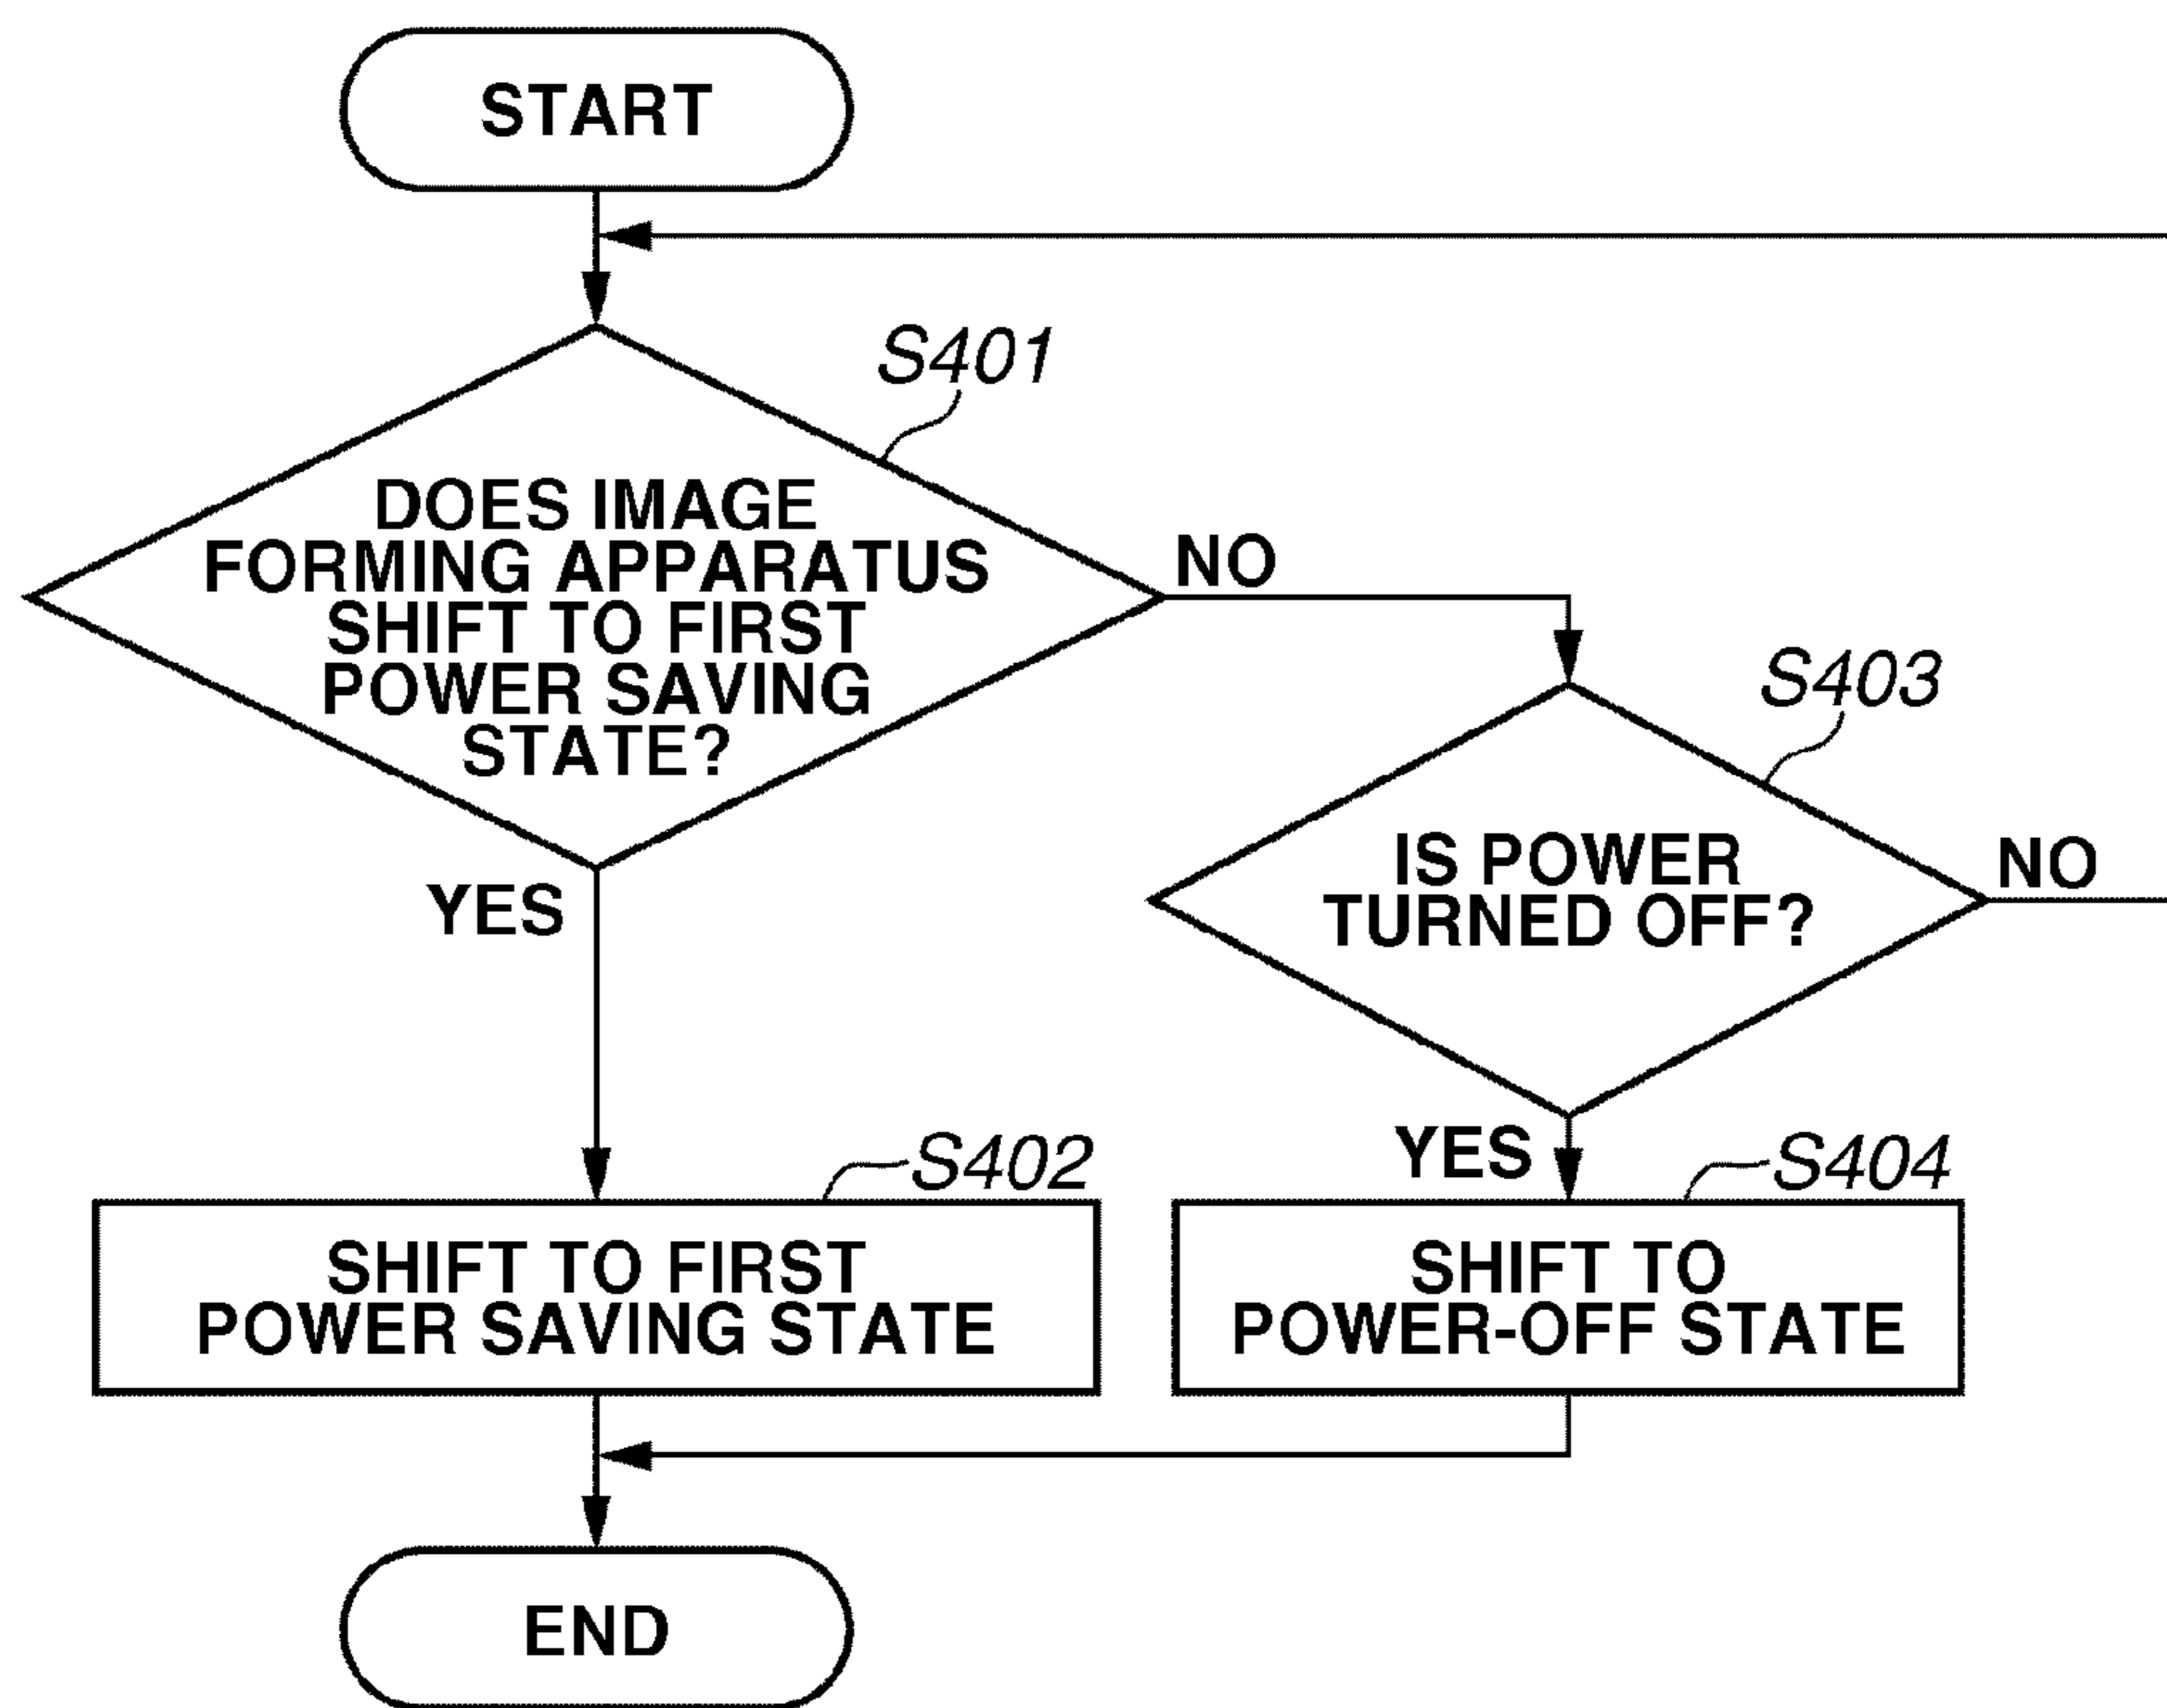 START
S401
DOES IMAGE
FORMING APPARATUS
SHIFT TO FIRST
POWER SAVING
STATE?
NO
YES
S403
IS POWER
TURNED OFF?
NO
YES
S402
SHIFT TO FIRST
POWER SAVING STATE
S404
SHIFT TO
POWER-OFF STATE
END